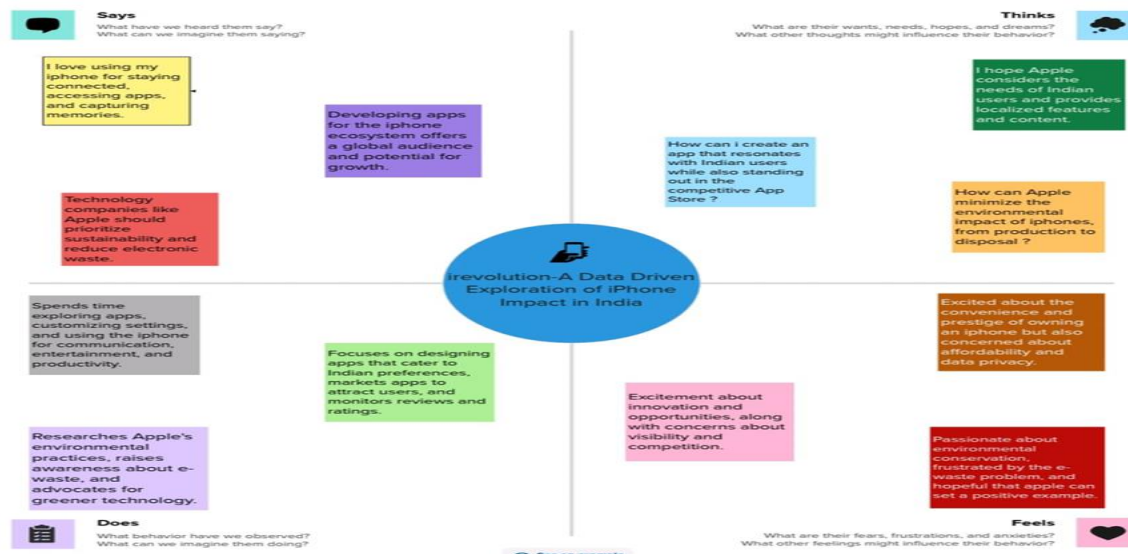 Says
What have we heard them say?
What can we imagine them saying?
Thinks
What are their wants, needs, hopes, and dreams?
What other thoughts might influence their behavior?
I love using my
iphone for staying
connected,
accessing apps,
and capturing
memories.
Developing apps
for the iphone
ecosystem offers
a global audience
and potential for
growth.
Technology
companies like
Apple should
prioritize
sustainability and
reduce electronic
waste.
I hope Apple
considers the
needs of Indian
users and provides
localized features
and content.
How can i create an
app that resonates
with Indian users
while also standing
out in the
competitive App
Store ?
How can Apple
minimize the
environmental
impact of iphones,
from production to
disposal ?
irevolution-A Data Driven
Exploration of iPhone
Impact in India
Spends time
exploring apps,
customizing settings,
and using the iphone
for communication,
entertainment, and
productivity.
Focuses on designing
apps that cater to
Indian preferences,
markets apps to
attract users, and
monitors reviews and
ratings.
Researches Apple's
environmental
practices, raises
awareness about e-
waste, and
advocates for
greener technology.
Excited about the
convenience and
prestige of owning
an iphone but also
concerned about
affordability and
data privacy.
Excitement about
innovation and
opportunities, along
with concerns about
visibility and
competition.
Passionate about
environmental
conservation,
frustrated by the e-
waste problem, and
hopeful that apple can
set a positive example.
Does
What behavior have we observed?
What can we imagine them doing?
Feels
What are their fears, frustrations, and anxieties?
What other feelings might influence their behavior?